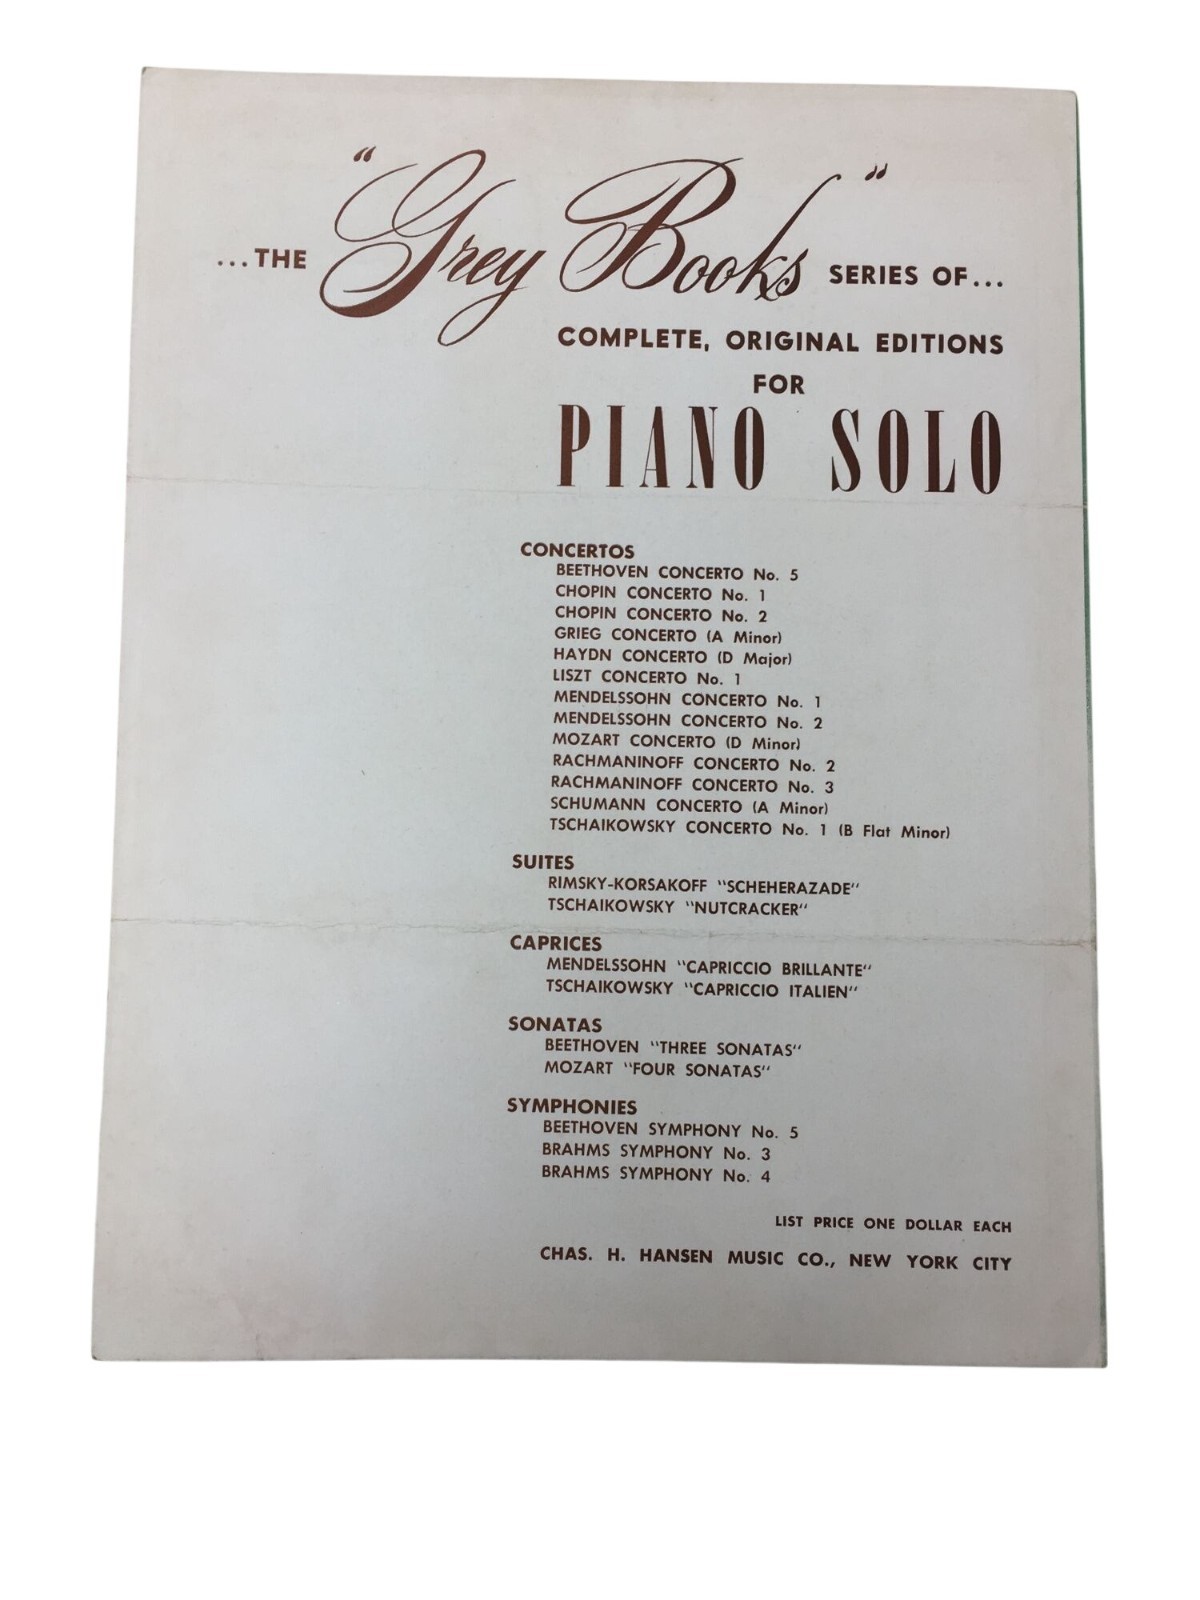 ...THE "Grey Books" SERIES OF...
COMPLETE, ORIGINAL EDITIONS
FOR
PIANO SOLO
CONCERTOS
BEETHOVEN CONCERTO No. 5
CHOPIN CONCERTO No. 1
CHOPIN CONCERTO No. 2
GRIEG CONCERTO (A Minor)
HAYDN CONCERTO (D Major)
LISZT CONCERTO No. 1
MENDELSSOHN CONCERTO No. 1
MENDELSSOHN CONCERTO No. 2
MOZART CONCERTO (D Minor)
RACHMANINOFF CONCERTO No. 2
RACHMANINOFF CONCERTO No. 3
SCHUMANN CONCERTO (A Minor)
TSCHAIKOWSKY CONCERTO No. 1 (B Flat Minor)
SUITES
RIMSKY-KORSAKOFF "SCHEHERAZADE"
TSCHAIKOWSKY "NUTCRACKER"
CAPRICES
MENDELSSOHN "CAPRICCIO BRILLANTE"
TSCHAIKOWSKY "CAPRICCIO ITALIEN"
SONATAS
BEETHOVEN "THREE SONATAS"
MOZART "FOUR SONATAS"
SYMPHONIES
BEETHOVEN SYMPHONY No. 5
BRAHMS SYMPHONY No. 3
BRAHMS SYMPHONY No. 4
LIST PRICE ONE DOLLAR EACH
CHAS. H. HANSEN MUSIC CO., NEW YORK CITY